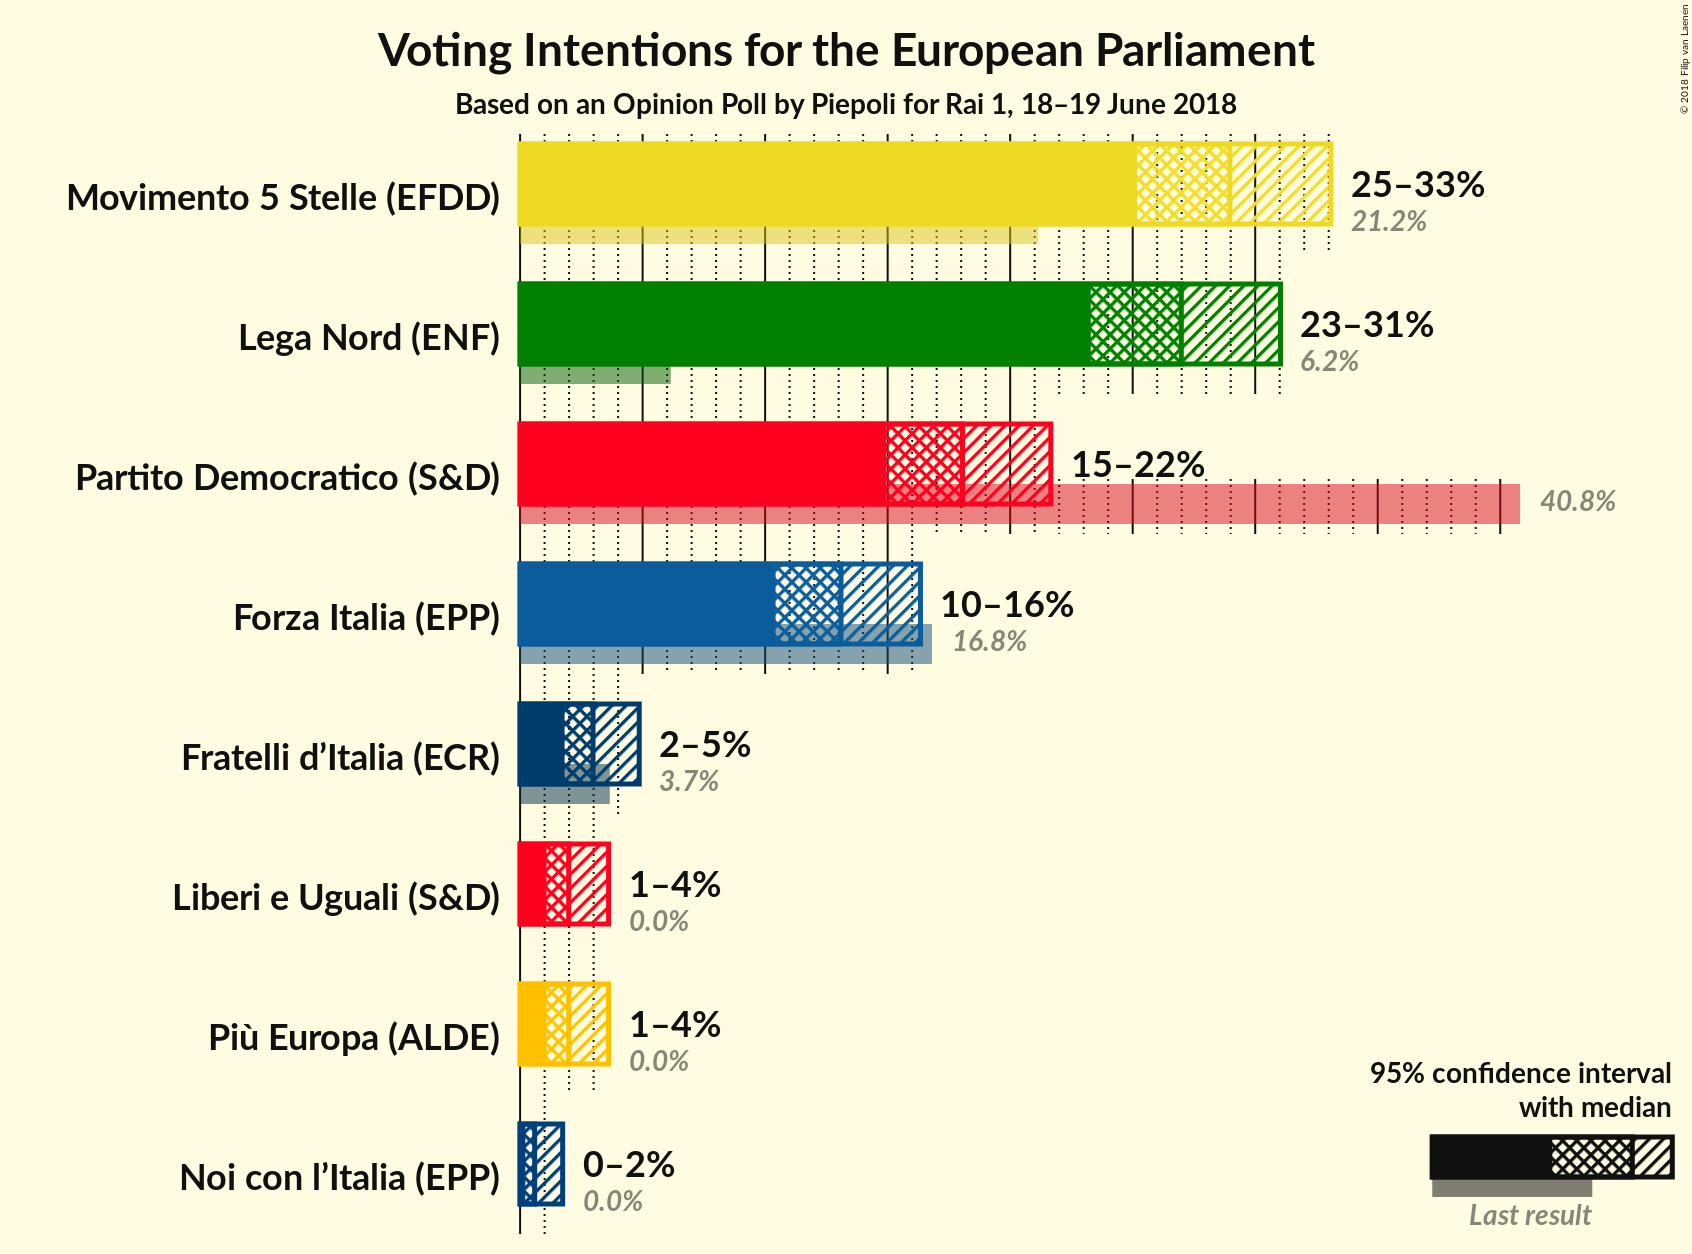 Voting Intentions for the European Parliament
Based on an Opinion Poll by Piepoli for Rai 1, 18–19 June 2018
© 2018 Filip van Laenen
Movimento 5 Stelle (EFDD)
25–33%
21.2%
Lega Nord (ENF)
23–31%
6.2%
Partito Democratico (S&D)
15–22%
40.8%
Forza Italia (EPP)
10–16%
16.8%
Fratelli d’Italia (ECR)
2–5%
3.7%
Liberi e Uguali (S&D)
1–4%
0.0%
Più Europa (ALDE)
1–4%
0.0%
Noi con l’Italia (EPP)
0–2%
0.0%
95% confidence interval
with median
Last result